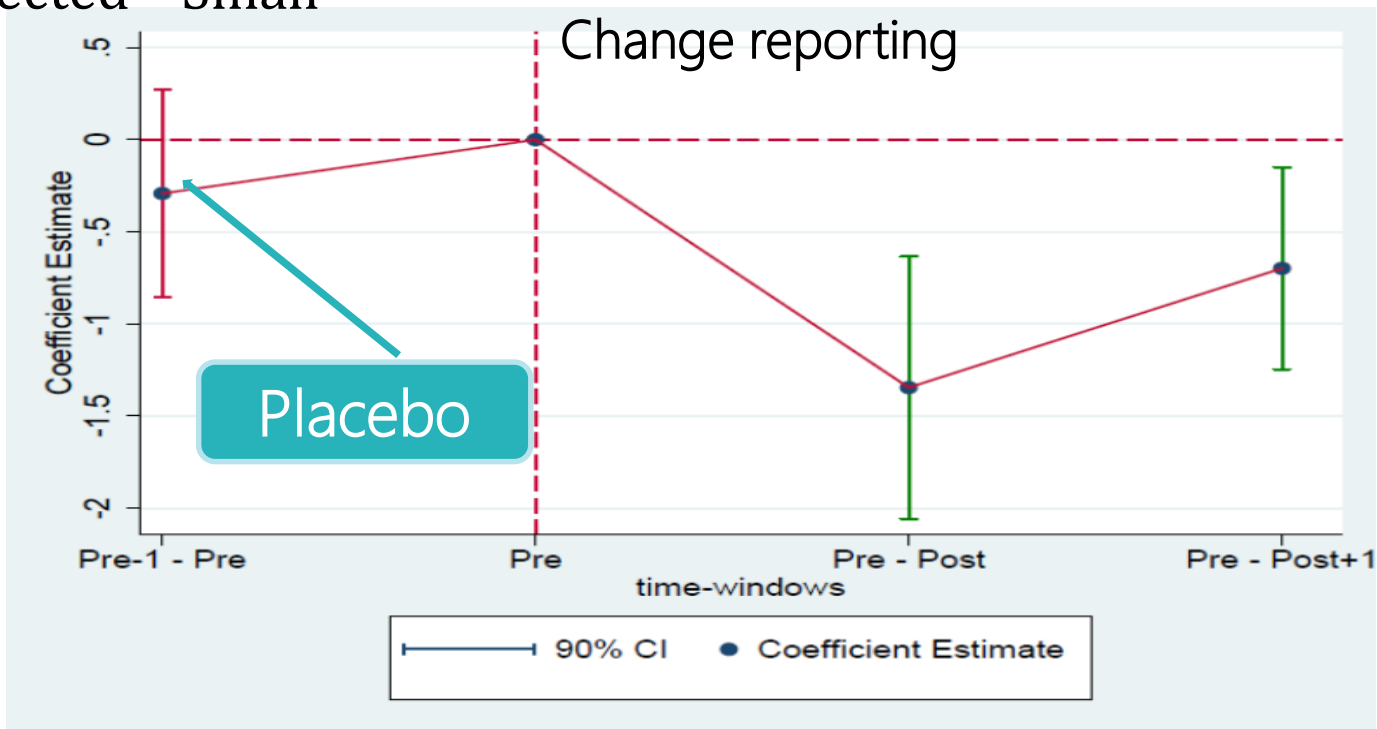 Small
Change reporting
.5
0
-.5
-1
-1.5
-2
Coefficient Estimate
Placebo
Pre-1 - Pre
Pre
Pre - Post
Pre - Post+1
time-windows
90% CI
Coefficient Estimate